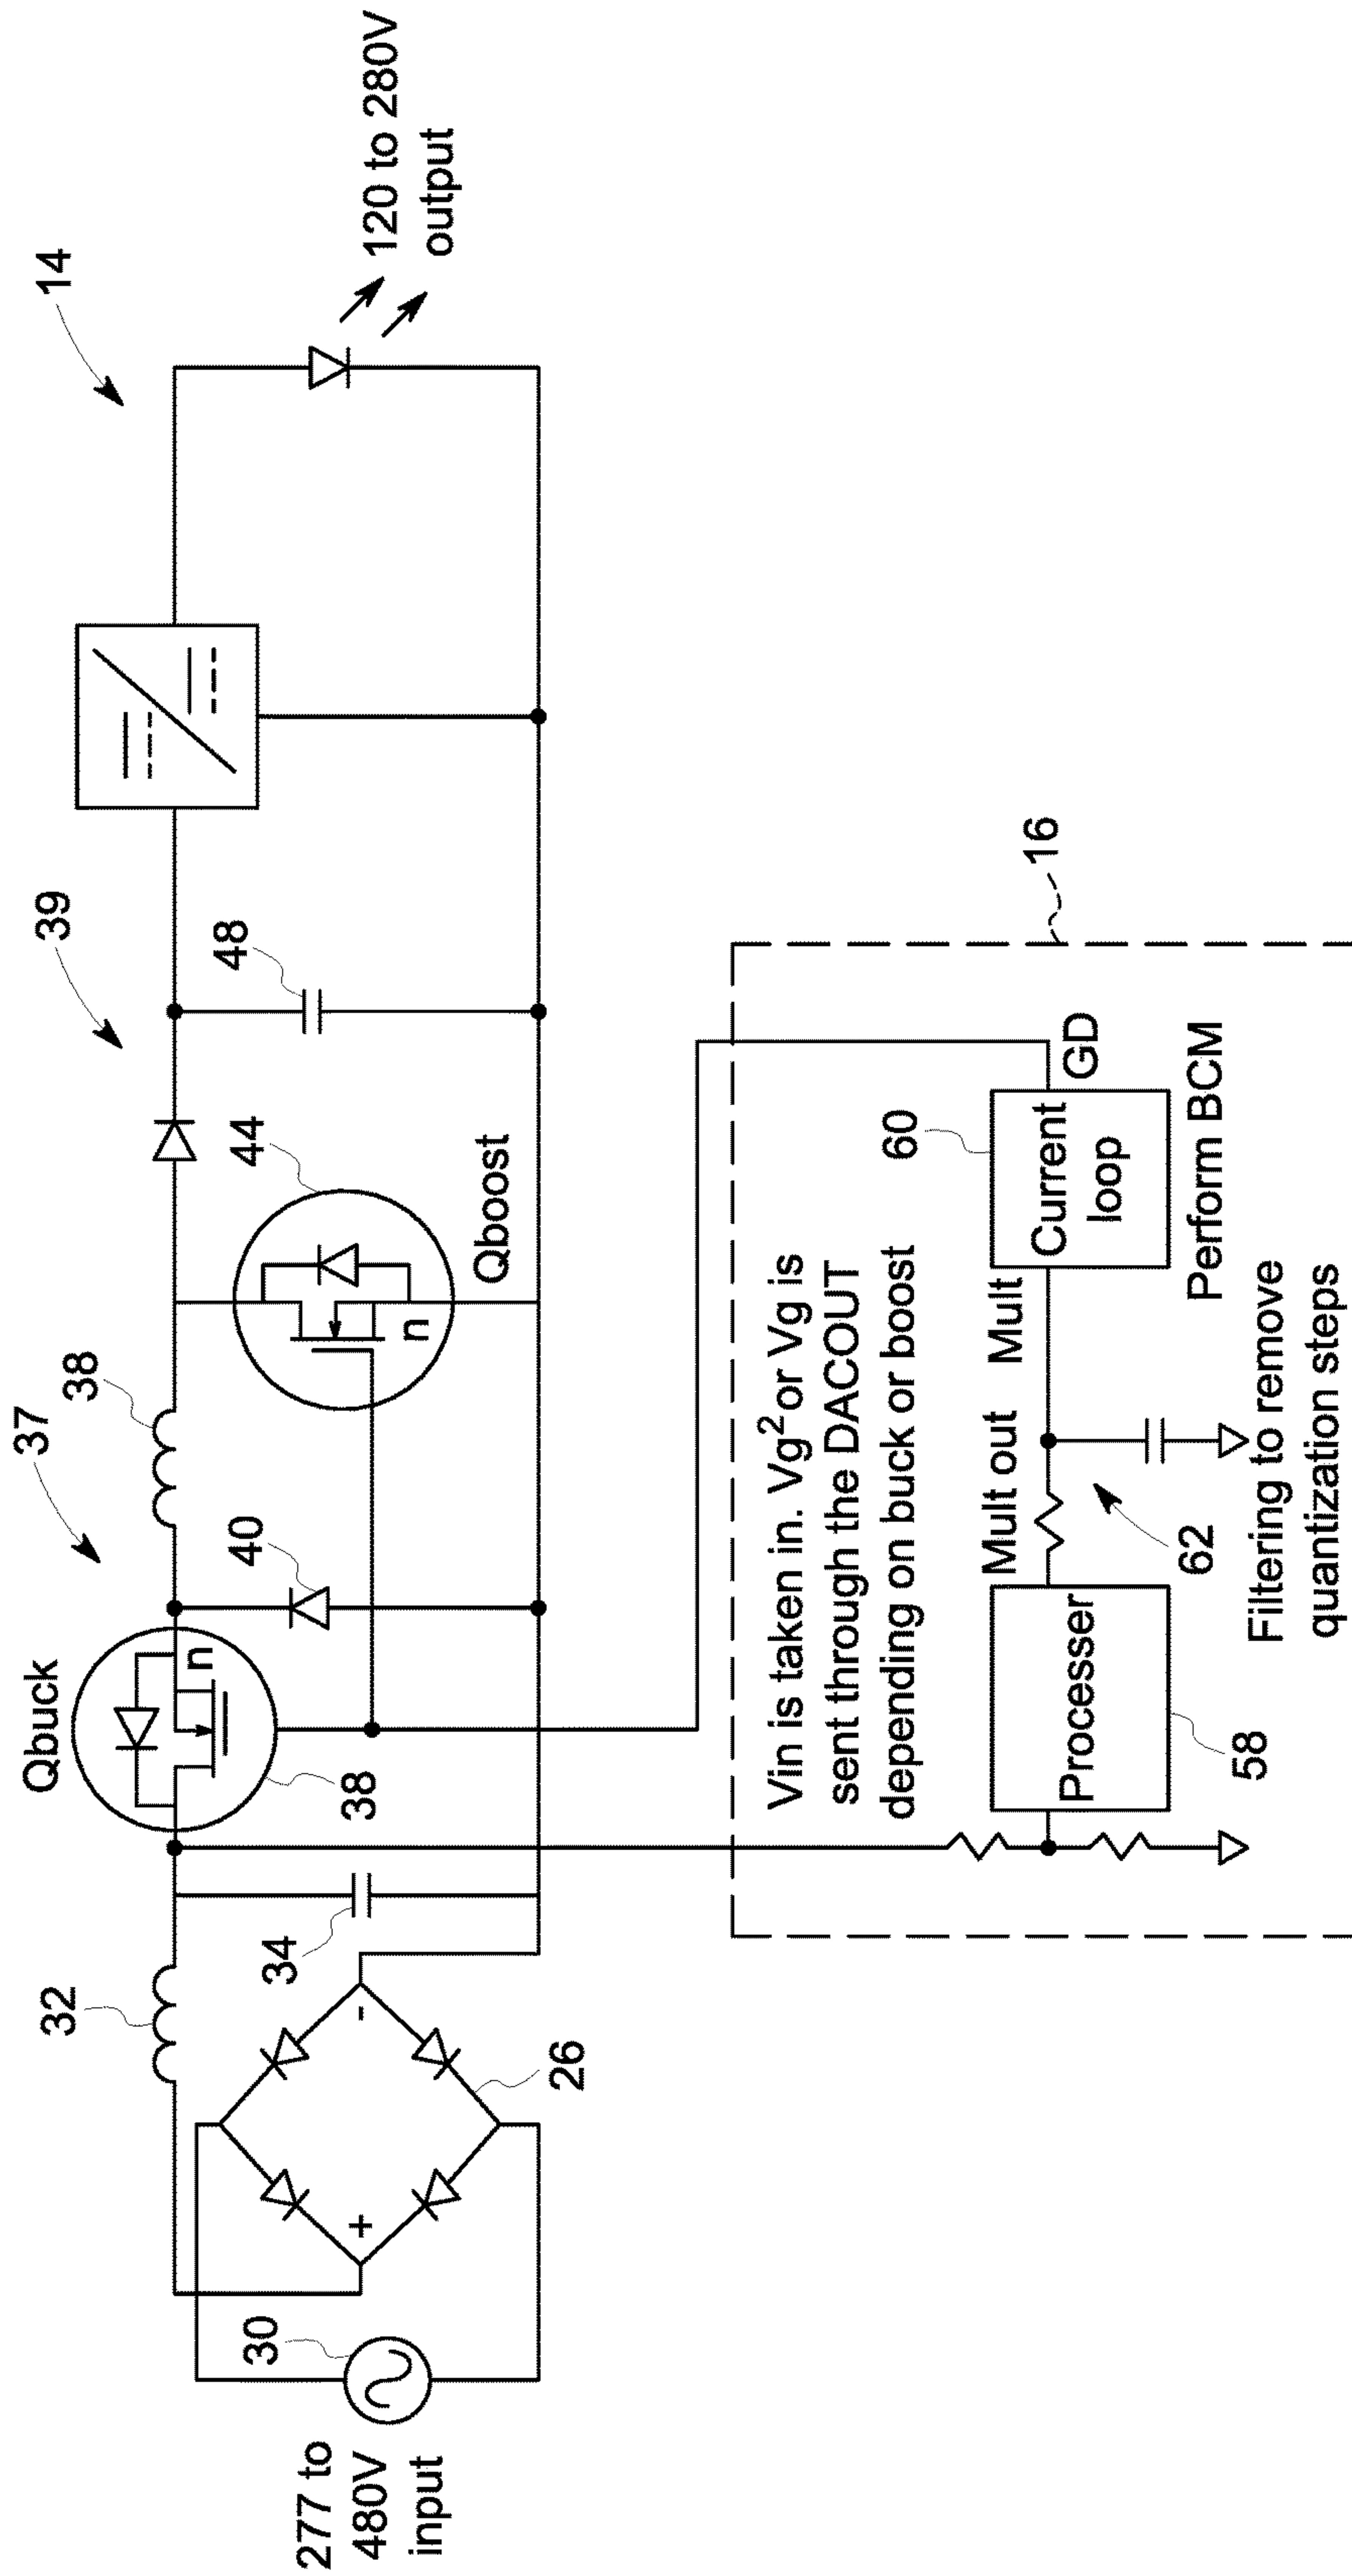 277 to
480V
input
30
32
26
34
Qbuck
38
n
37
40
38
44
Qboost
n
39
48
14
120 to 280V
output
+
-
16
Vin is taken in. Vg² or Vg is
sent through the DACOUT
depending on buck or boost
Processer
58
Mult out
Mult
62
60
Current
loop
GD
Perform BCM
Filtering to remove
quantization steps